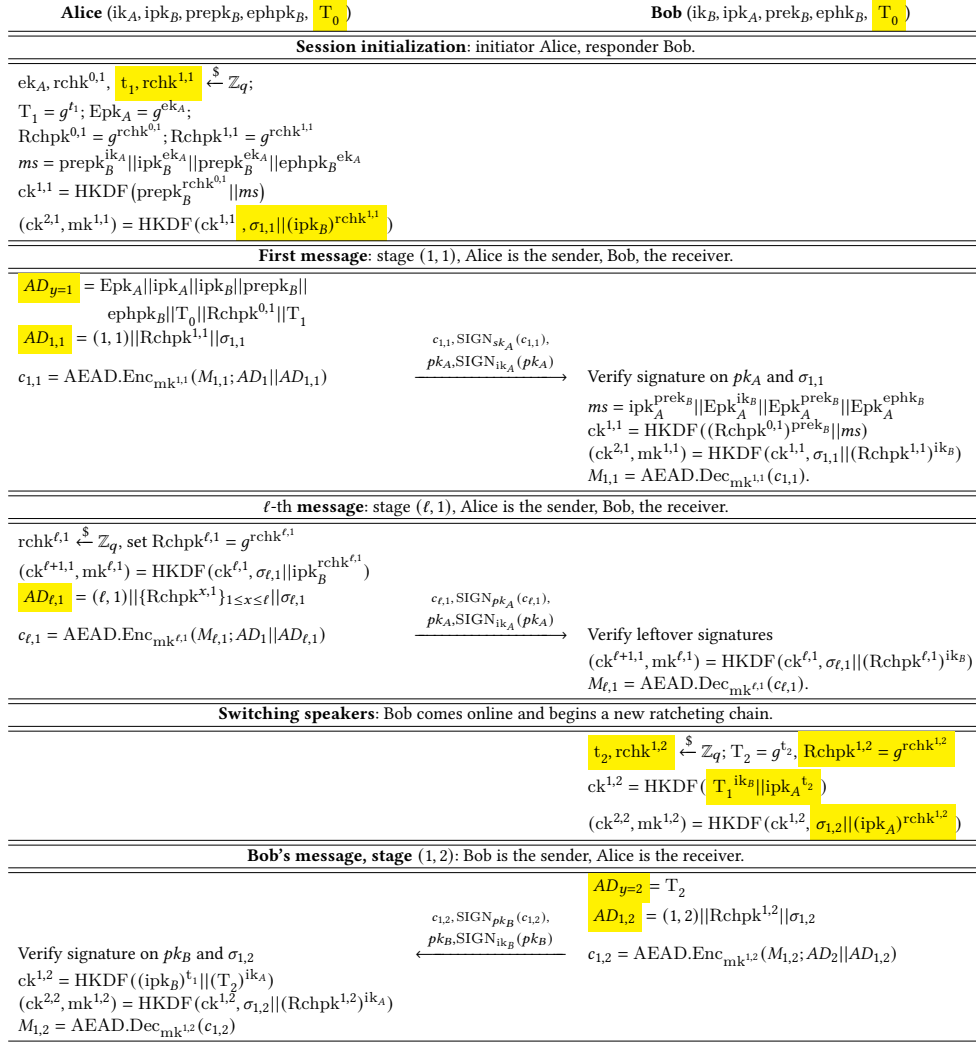 Alice (ik_A, ipk_B, prepk_B, ephpk_B, T_0)
Bob (ik_B, ipk_A, prek_B, ephk_B, T_0)
Session initialization: initiator Alice, responder Bob.
ek_A, rchk^{0,1}, t_1, rchk^{1,1} \xleftarrow{$} ℤ_q;
T_1 = g^{t_1}; Epk_A = g^{ek_A};
Rchpk^{0,1} = g^{rchk^{0,1}}; Rchpk^{1,1} = g^{rchk^{1,1}}
ms = prepk_B^{ik_A}||ipk_B^{ek_A}||prepk_B^{ek_A}||ephpk_B^{ek_A}
ck^{1,1} = HKDF(prepk_B^{rchk^{0,1}}||ms)
(ck^{2,1}, mk^{1,1}) = HKDF(ck^{1,1}, σ_{1,1}||(ipk_B)^{rchk^{1,1}})
First message: stage (1, 1), Alice is the sender, Bob, the receiver.
AD_{y=1} = Epk_A||ipk_A||ipk_B||prepk_B||
ephpk_B||T_0||Rchpk^{0,1}||T_1
AD_{1,1} = (1, 1)||Rchpk^{1,1}||σ_{1,1}
c_{1,1}, SIGN_{sk_A}(c_{1,1}),
pk_A, SIGN_{ik_A}(pk_A)
c_{1,1} = AEAD.Enc_{mk^{1,1}}(M_{1,1}; AD_1||AD_{1,1})
Verify signature on pk_A and σ_{1,1}
ms = ipk_A^{prek_B}||Epk_A^{ik_B}||Epk_A^{prek_B}||Epk_A^{ephk_B}
ck^{1,1} = HKDF((Rchpk^{0,1})^{prek_B}||ms)
(ck^{2,1}, mk^{1,1}) = HKDF(ck^{1,1}, σ_{1,1}||(Rchpk^{1,1})^{ik_B})
M_{1,1} = AEAD.Dec_{mk^{1,1}}(c_{1,1}).
ℓ-th message: stage (ℓ, 1), Alice is the sender, Bob, the receiver.
rchk^{ℓ,1} \xleftarrow{$} ℤ_q, set Rchpk^{ℓ,1} = g^{rchk^{ℓ,1}}
(ck^{ℓ+1,1}, mk^{ℓ,1}) = HKDF(ck^{ℓ,1}, σ_{ℓ,1}||ipk_B^{rchk^{ℓ,1}})
AD_{ℓ,1} = (ℓ, 1)||{Rchpk^{x,1}}_{1≤x≤ℓ}||σ_{ℓ,1}
c_{ℓ,1}, SIGN_{pk_A}(c_{ℓ,1}),
pk_A, SIGN_{ik_A}(pk_A)
c_{ℓ,1} = AEAD.Enc_{mk^{ℓ,1}}(M_{ℓ,1}; AD_1||AD_{ℓ,1})
Verify leftover signatures
(ck^{ℓ+1,1}, mk^{ℓ,1}) = HKDF(ck^{ℓ,1}, σ_{ℓ,1}||(Rchpk^{ℓ,1})^{ik_B})
M_{ℓ,1} = AEAD.Dec_{mk^{ℓ,1}}(c_{ℓ,1}).
Switching speakers: Bob comes online and begins a new ratcheting chain.
t_2, rchk^{1,2} \xleftarrow{$} ℤ_q; T_2 = g^{t_2}, Rchpk^{1,2} = g^{rchk^{1,2}}
ck^{1,2} = HKDF(T_1^{ik_B}||ipk_A^{t_2})
(ck^{2,2}, mk^{1,2}) = HKDF(ck^{1,2}, σ_{1,2}||(ipk_A)^{rchk^{1,2}})
Bob's message, stage (1, 2): Bob is the sender, Alice is the receiver.
AD_{y=2} = T_2
AD_{1,2} = (1, 2)||Rchpk^{1,2}||σ_{1,2}
c_{1,2}, SIGN_{pk_B}(c_{1,2}),
pk_B, SIGN_{ik_B}(pk_B)
c_{1,2} = AEAD.Enc_{mk^{1,2}}(M_{1,2}; AD_2||AD_{1,2})
Verify signature on pk_B and σ_{1,2}
ck^{1,2} = HKDF((ipk_B)^{t_1}||(T_2)^{ik_A})
(ck^{2,2}, mk^{1,2}) = HKDF(ck^{1,2}, σ_{1,2}||(Rchpk^{1,2})^{ik_A})
M_{1,2} = AEAD.Dec_{mk^{1,2}}(c_{1,2})